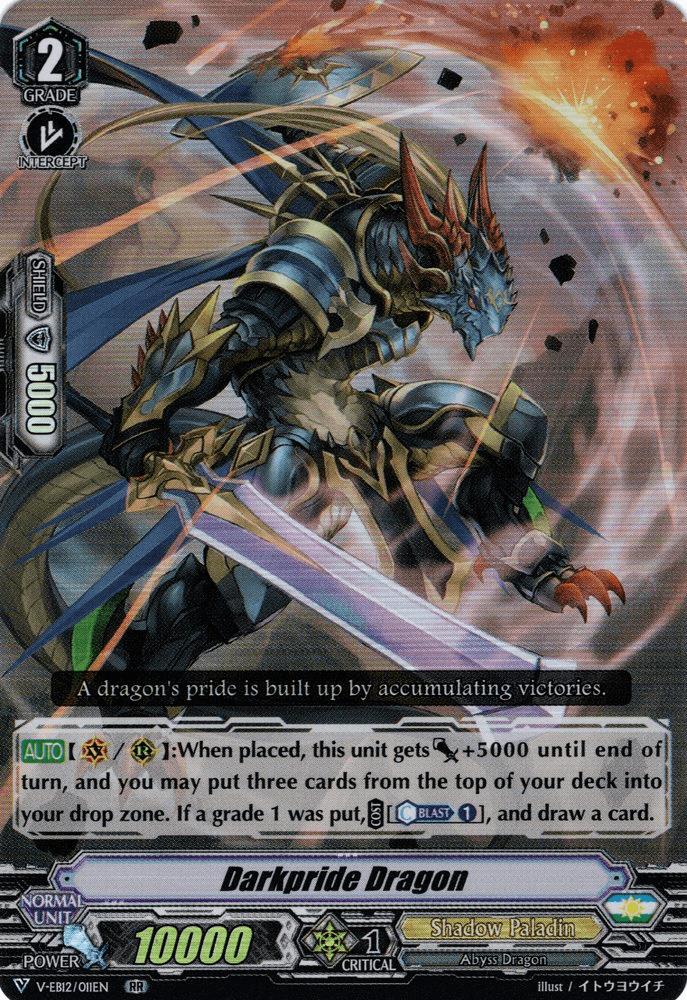 2
GRADE
INTERCEPT
SHIELD
5000
A dragon's pride is built up by accumulating victories.
AUTO【 V / R 】:When placed, this unit gets +5000 until end of
turn, and you may put three cards from the top of your deck into
your drop zone. If a grade 1 was put, COST [C BLAST 1], and draw a card.
Darkpride Dragon
NORMAL
UNIT
POWER 10000
1
CRITICAL
Shadow Paladin
Abyss Dragon
V-EB12/011EN RR
illust / イトウヨウイチ